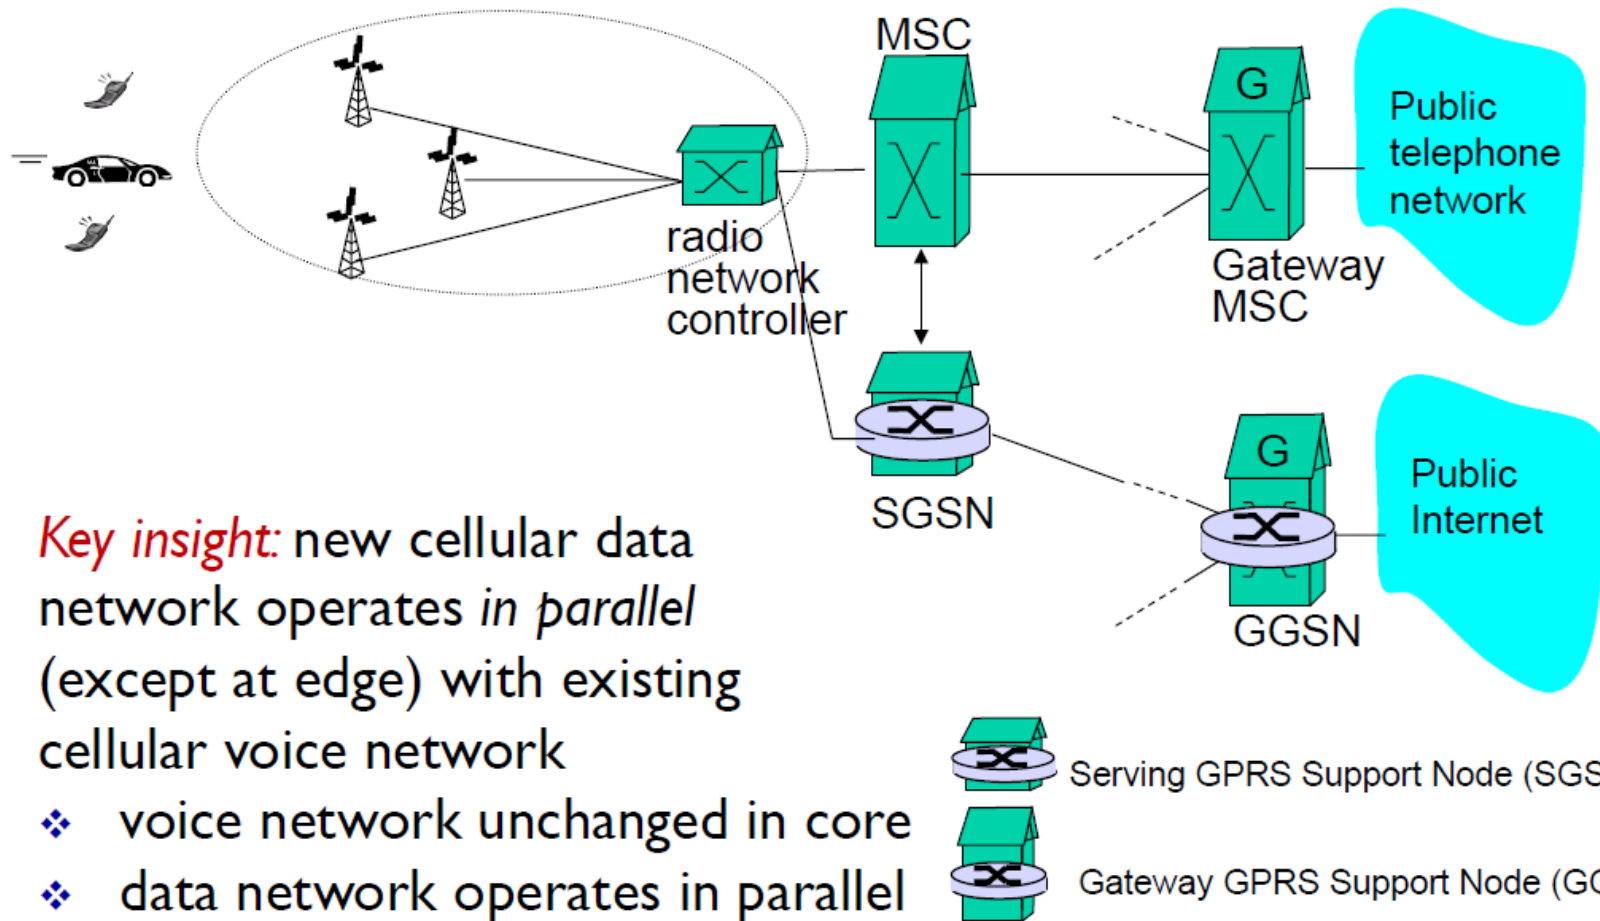 MSC
G
Public
telephone
network
radio
network
controller
Gateway
MSC
G
Public
Internet
SGSN
GGSN
Key insight: new cellular data
network operates in parallel
(except at edge) with existing
cellular voice network
❖ voice network unchanged in core
❖ data network operates in parallel
Serving GPRS Support Node (SGS
Gateway GPRS Support Node (GG